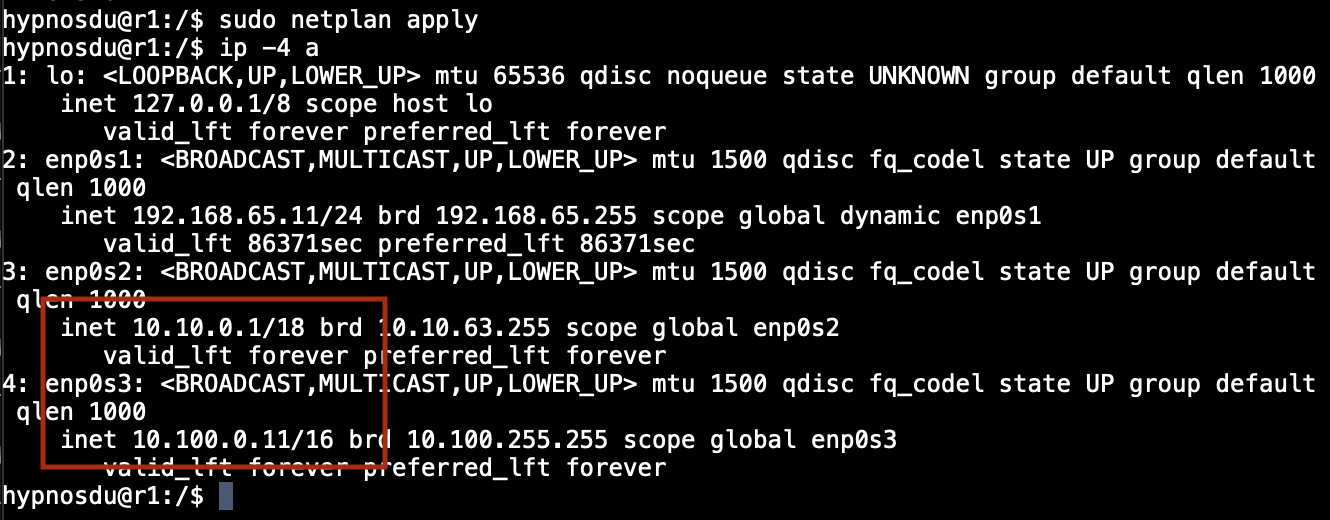 hypnosdu@r1:/$ sudo netplan apply
hypnosdu@r1:/$ ip -4 a
1: lo: <LOOPBACK,UP,LOWER_UP> mtu 65536 qdisc noqueue state UNKNOWN group default qlen 1000
    inet 127.0.0.1/8 scope host lo
       valid_lft forever preferred_lft forever
2: enp0s1: <BROADCAST,MULTICAST,UP,LOWER_UP> mtu 1500 qdisc fq_codel state UP group default
 qlen 1000
    inet 192.168.65.11/24 brd 192.168.65.255 scope global dynamic enp0s1
       valid_lft 86371sec preferred_lft 86371sec
3: enp0s2: <BROADCAST,MULTICAST,UP,LOWER_UP> mtu 1500 qdisc fq_codel state UP group default
 qlen 1000
    inet 10.10.0.1/18 brd 10.10.63.255 scope global enp0s2
       valid_lft forever preferred_lft forever
4: enp0s3: <BROADCAST,MULTICAST,UP,LOWER_UP> mtu 1500 qdisc fq_codel state UP group default
 qlen 1000
    inet 10.100.0.11/16 brd 10.100.255.255 scope global enp0s3
       valid_lft forever preferred_lft forever
hypnosdu@r1:/$